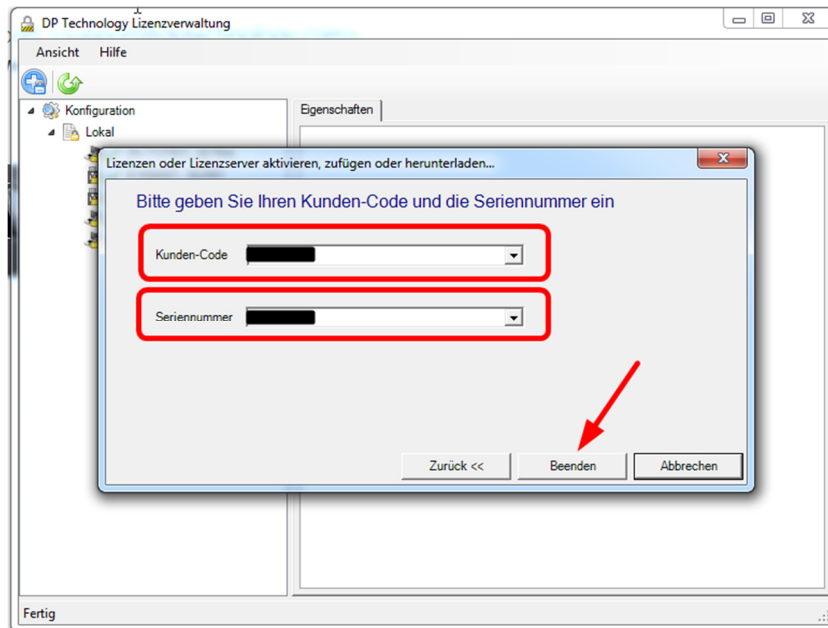 DP Technology Lizenzverwaltung
Ansicht Hilfe
Konfiguration
Lokal
Eigenschaften
Lizenzen oder Lizenzserver aktivieren, zufügen oder herunterladen...
Bitte geben Sie Ihren Kunden-Code und die Seriennummer ein
Kunden-Code
Seriennummer
Zurück << Beenden Abbrechen
Fertig